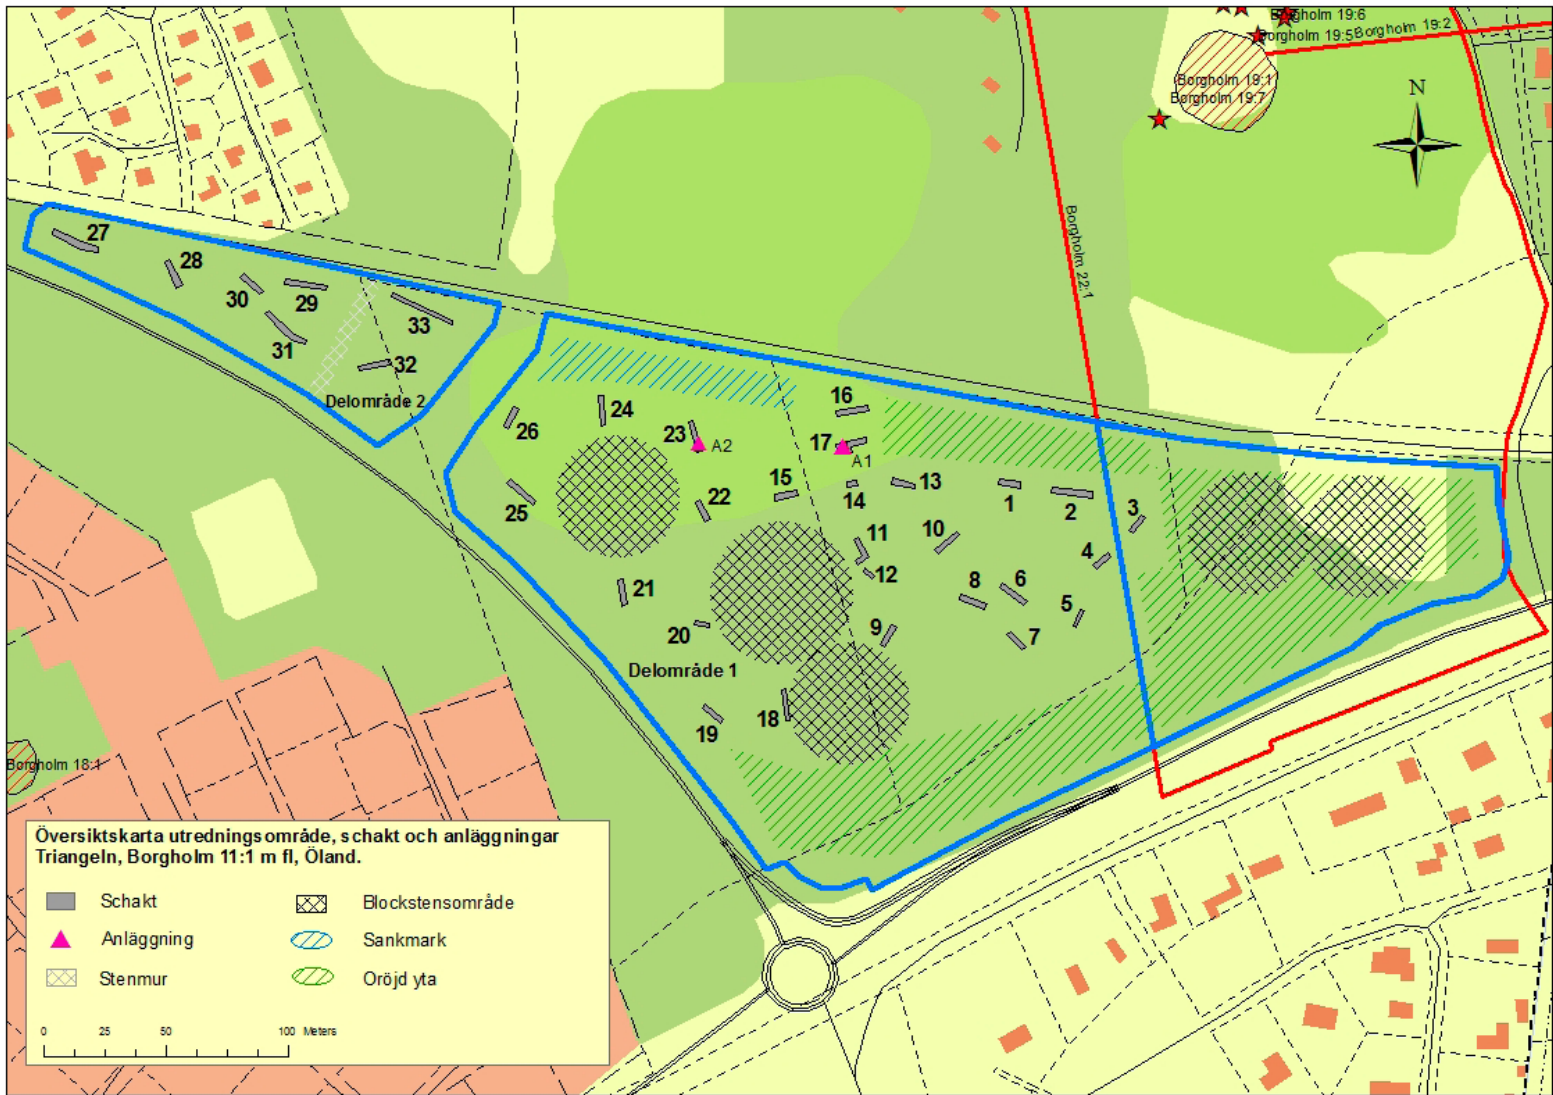 Borgholm 19:6
Borgholm 19:5
Borgholm 19:2
Borgholm 19:1
Borgholm 19:7
N
Borgholm 22:1
27
28
30
29
33
31
32
Delområde 2
16
24
26
23
A2
17
A1
15
13
25
22
14
1
2
3
11
10
4
12
21
8
6
5
20
9
7
Delområde 1
19
18
Borgholm 18:1
Översiktskarta utredningsområde, schakt och anläggningar
Triangeln, Borgholm 11:1 m fl, Öland.
Schakt
Blockstensområde
Anläggning
Sankmark
Stenmur
Oröjd yta
0 25 50 100 Meters